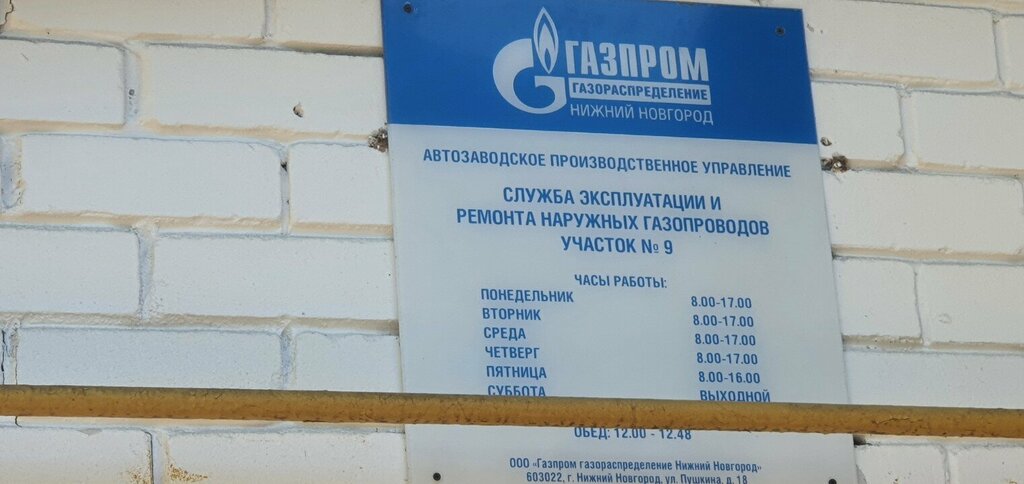 ГАЗПРОМ
ГАЗОРАСПРЕДЕЛЕНИЕ
НИЖНИЙ НОВГОРОД
АВТОЗАВОДСКОЕ ПРОИЗВОДСТВЕННОЕ УПРАВЛЕНИЕ
СЛУЖБА ЭКСПЛУАТАЦИИ И
РЕМОНТА НАРУЖНЫХ ГАЗОПРОВОДОВ
УЧАСТОК № 9
ЧАСЫ РАБОТЫ:
ПОНЕДЕЛЬНИК 8.00-17.00
ВТОРНИК 8.00-17.00
СРЕДА 8.00-17.00
ЧЕТВЕРГ 8.00-17.00
ПЯТНИЦА 8.00-16.00
СУББОТА ВЫХОДНОЙ
ОБЕД: 12.00 - 12.48
ООО «Газпром газораспределение Нижний Новгород»
603022, г. Нижний Новгород, ул. Пушкина, д. 18